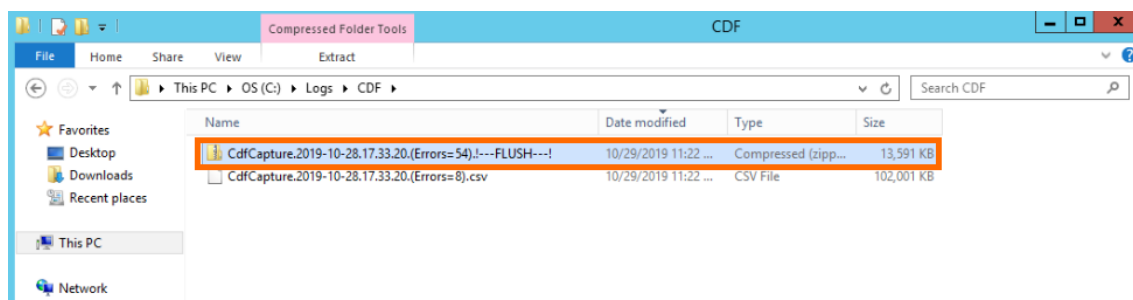 Compressed Folder Tools
CDF
File Home Share View Extract
This PC OS (C:) Logs CDF
Search CDF
Favorites
Desktop
Downloads
Recent places
This PC
Network
Name Date modified Type Size
CdfCapture.2019-10-28.17.33.20.(Errors=54).!---FLUSH---! 10/29/2019 11:22 ... Compressed (zipp... 13,591 KB
CdfCapture.2019-10-28.17.33.20.(Errors=8).csv 10/29/2019 11:22 ... CSV File 102,001 KB